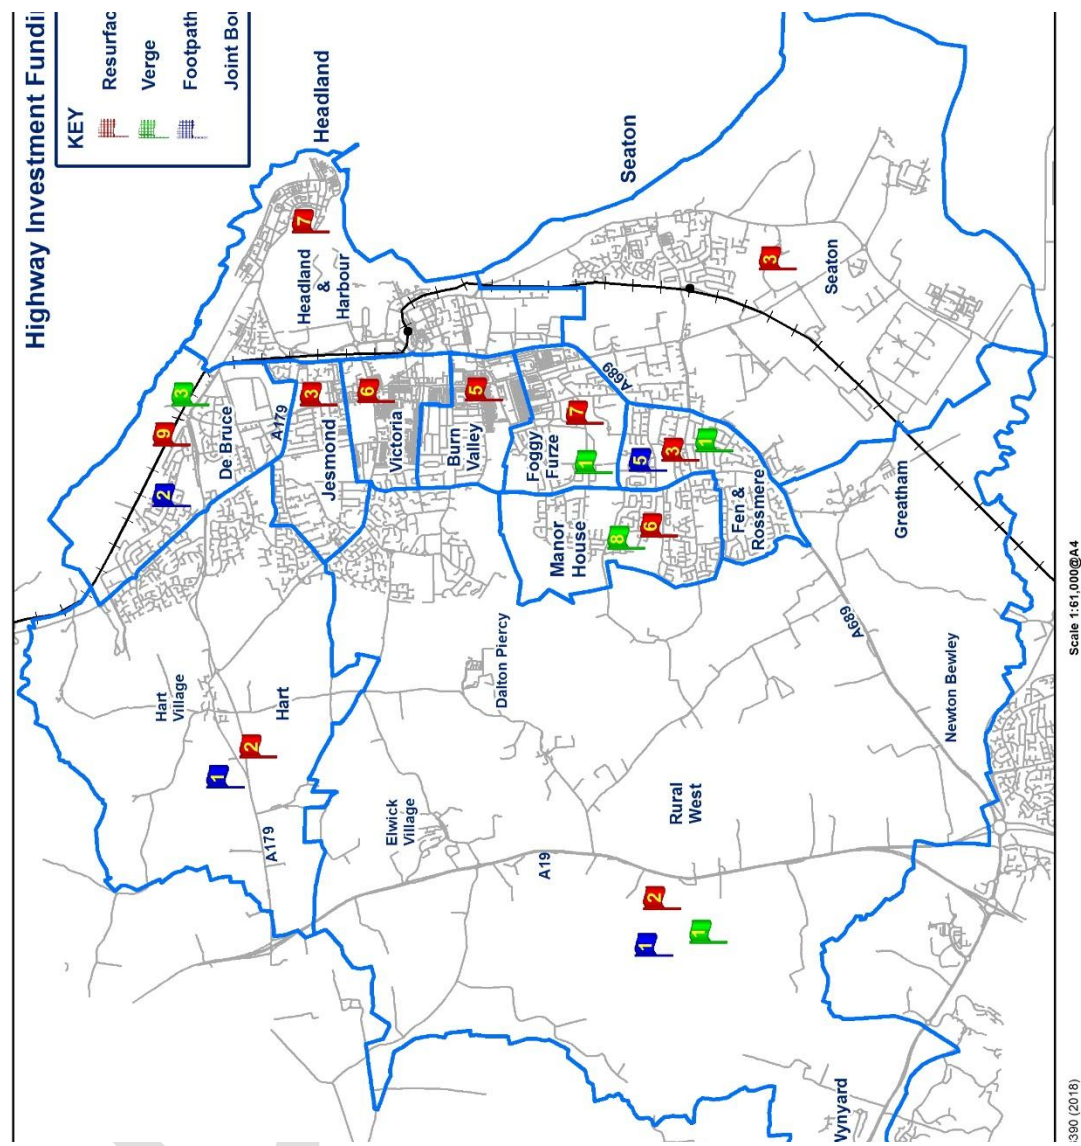 Highway Investment Fundi
KEY
Resurfac
Verge
Footpath
Joint Bou
Headland
7
Headland
&
Harbour
Seaton
3
Seaton
3
9
2
De Bruce
A179
3
Jesmond
6
Victoria
5
Burn
Valley
7
Foggy
Furze
1
A689
5
3
1
Fen &
Rossmere
Manor
House
8
6
Greatham
Hart
Village
Hart
2
1
A179
Dalton Piercy
Elwick
Village
A19
Rural
West
A689
Newton Bewley
2
1
1
Wynyard
Scale 1:61,000@A4
390 (2018)